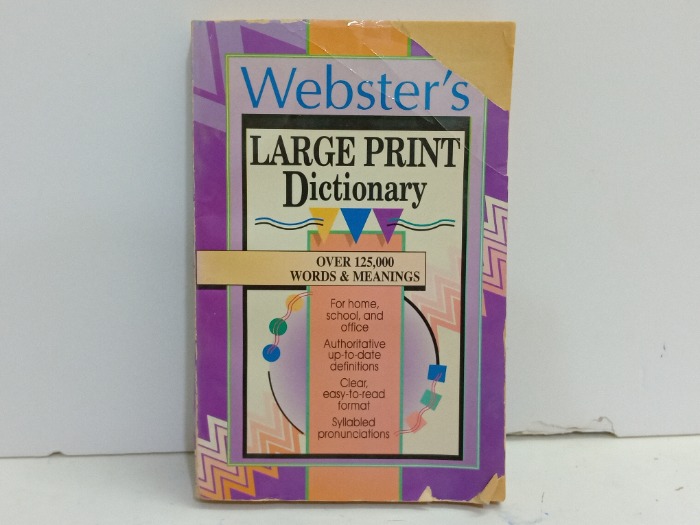 Webster's
LARGE PRINT
Dictionary
OVER 125,000
WORDS & MEANINGS
For home,
school, and
office
Authoritative
up-to-date
definitions
Clear,
easy-to-read
format
Syllabled
pronunciations